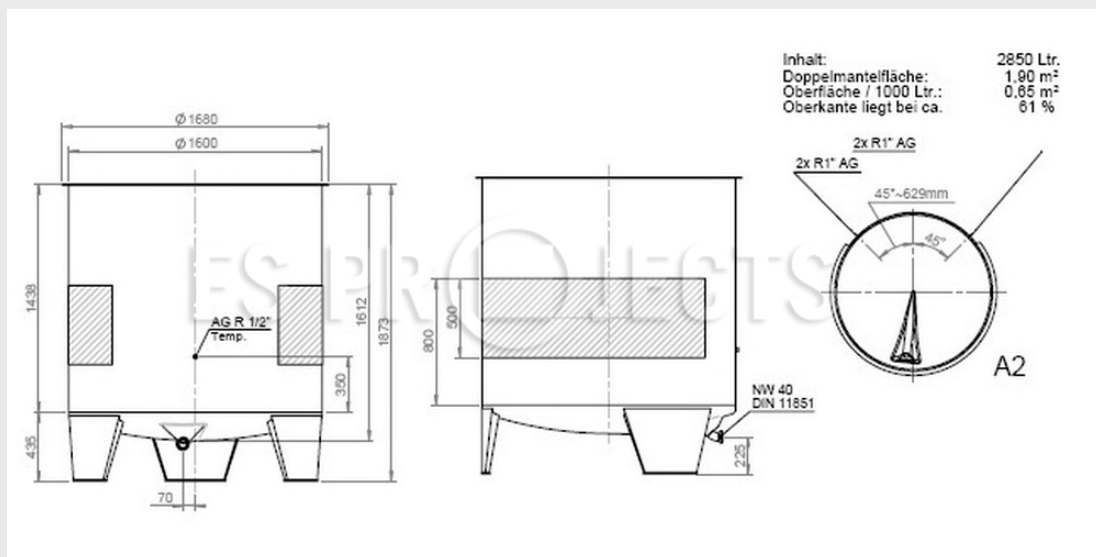 Inhalt: 2850 Ltr.
Doppelmantelfläche: 1,90 m²
Oberfläche / 1000 Ltr.: 0,65 m²
Oberkante liegt bei ca. 61 %
2x R1" AG
2x R1" AG
45°~629mm
45°
A2
Ø1680
Ø1600
1438
435
AG R 1/2"
Temp.
350
1612
1873
70
800
500
NW 40
DIN 11851
225
ES PROJECTS